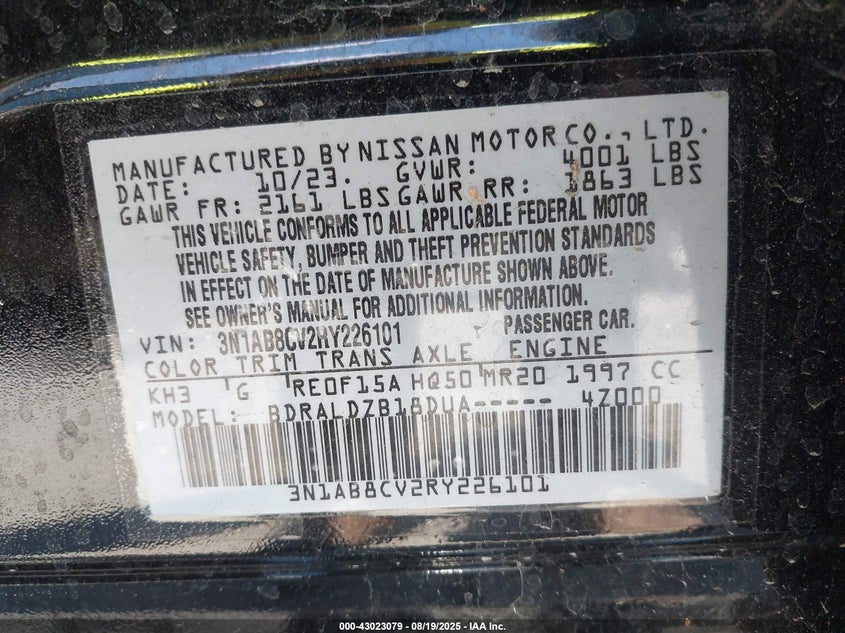 MANUFACTURED BY NISSAN MOTOR CO., LTD.
DATE: 10/23. GVWR: 4001 LBS
GAWR FR: 2161 LBS GAWR RR: 1863 LBS
THIS VEHICLE CONFORMS TO ALL APPLICABLE FEDERAL MOTOR
VEHICLE SAFETY, BUMPER AND THEFT PREVENTION STANDARDS
IN EFFECT ON THE DATE OF MANUFACTURE SHOWN ABOVE.
SEE OWNER'S MANUAL FOR ADDITIONAL INFORMATION.
VIN: 3N1AB8CV2RY226101 PASSENGER CAR.
COLOR TRIM TRANS AXLE ENGINE
KH3 G RE0F15A HQ50 MR20 1997 CC
MODEL: BDRALDZB18DUA----- 4Z000
3N1AB8CV2RY226101
000-43023079 - 08/19/2025 - IAA Inc.